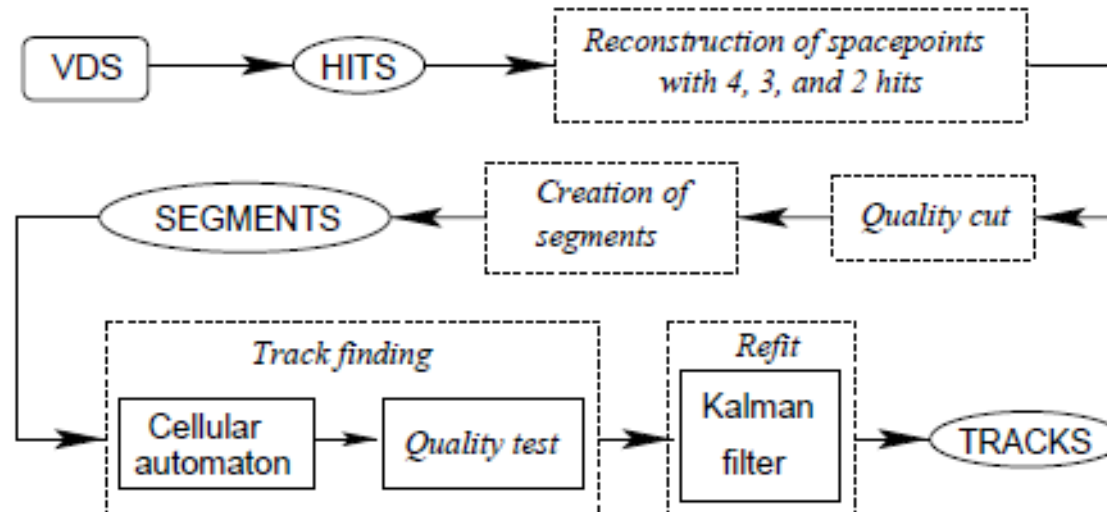 VDS
HITS
Reconstruction of spacepoints
with 4, 3, and 2 hits
SEGMENTS
Creation of
segments
Quality cut
Track finding
Cellular
automaton
Quality test
Refit
Kalman
filter
TRACKS